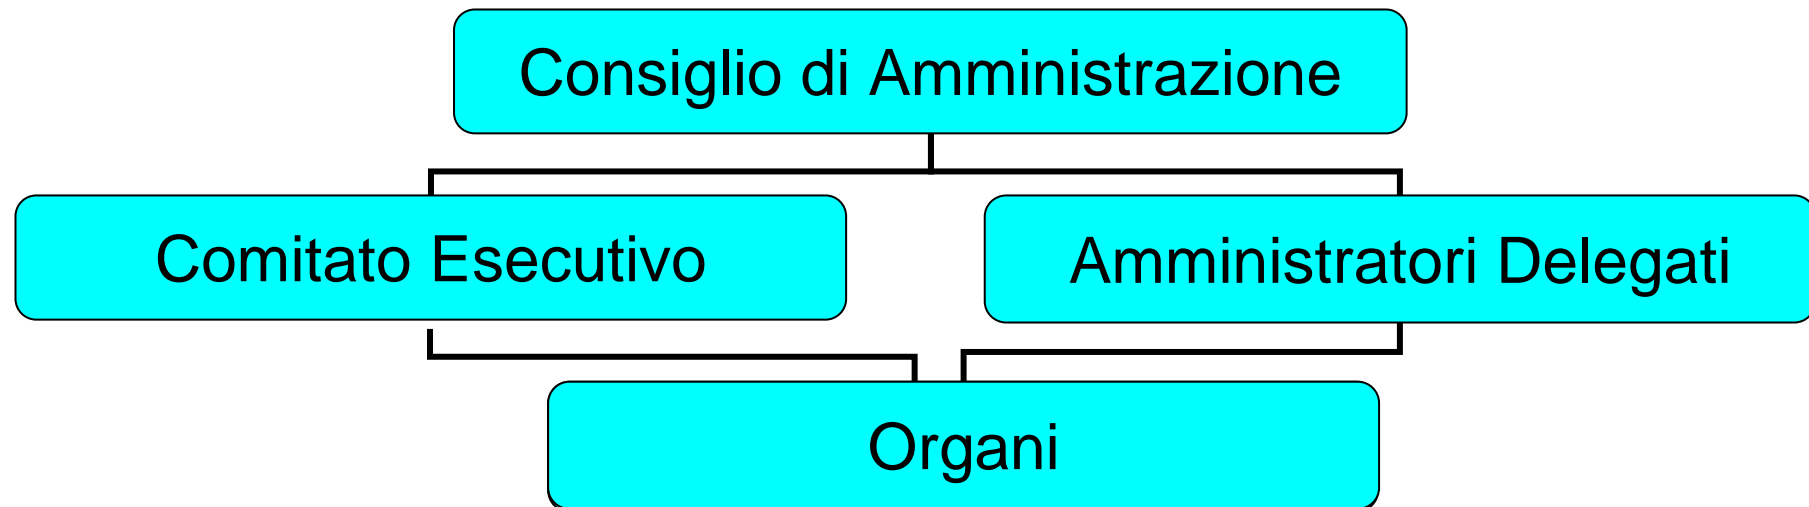 Consiglio di Amministrazione
Comitato Esecutivo
Amministratori Delegati
Organi